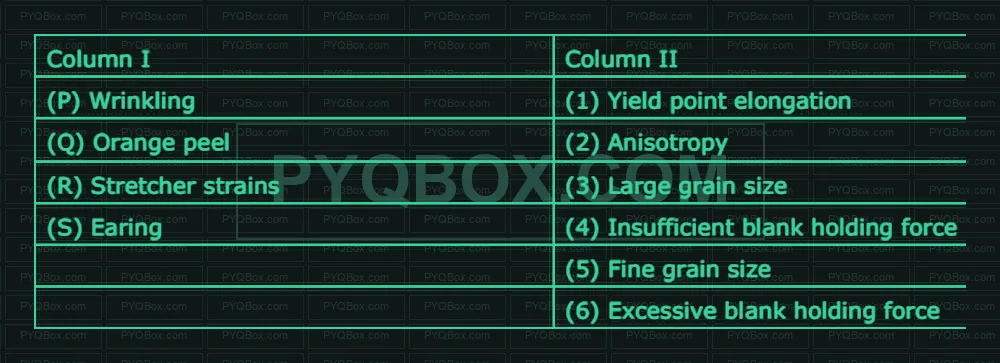 Column I Column II
(P) Wrinkling (1) Yield point elongation
(Q) Orange peel (2) Anisotropy
(R) Stretcher strains (3) Large grain size
(S) Earing (4) Insufficient blank holding force
(5) Fine grain size
(6) Excessive blank holding force
PYQBOX.COM